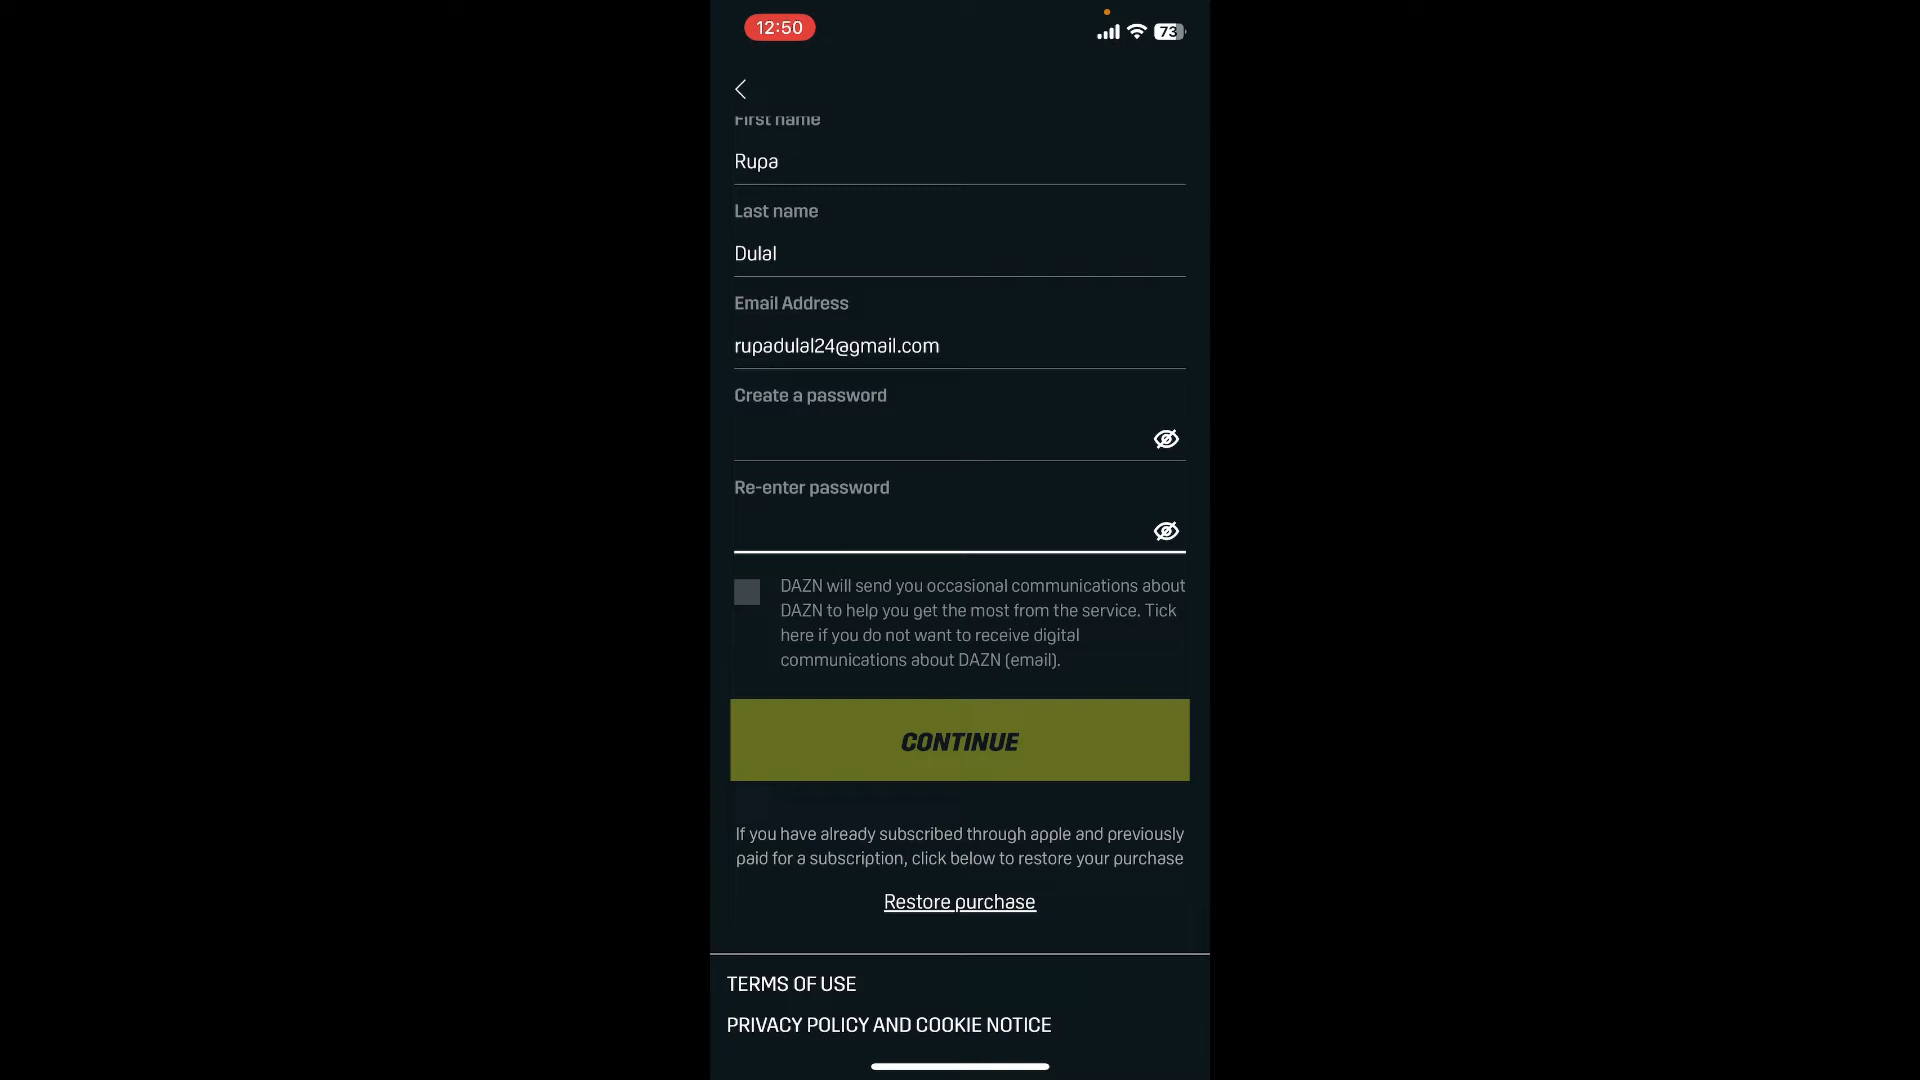 12:50
73
First name
Rupa
Last name
Dulal
Email Address
rupadulal24@gmail.com
Create a password
Re-enter password
DAZN will send you occasional communications about
DAZN to help you get the most from the service. Tick
here if you do not want to receive digital
communications about DAZN (email).
CONTINUE
If you have already subscribed through apple and previously
paid for a subscription, click below to restore your purchase
Restore purchase
TERMS OF USE
PRIVACY POLICY AND COOKIE NOTICE